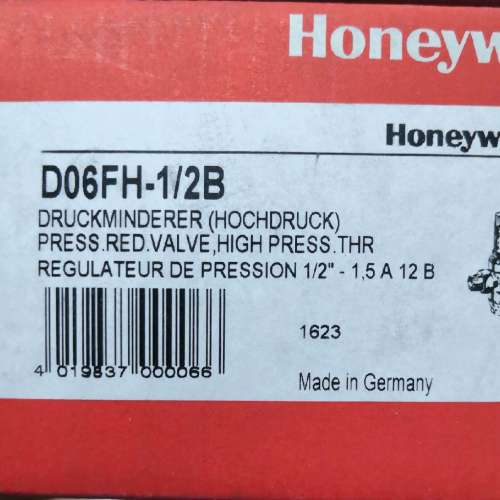 Honeyw
Honeyw
D06FH-1/2B
DRUCKMINDERER (HOCHDRUCK)
PRESS.RED.VALVE,HIGH PRESS.THR
REGULATEUR DE PRESSION 1/2" - 1,5 A 12 B
1623
4 019837 000066
Made in Germany